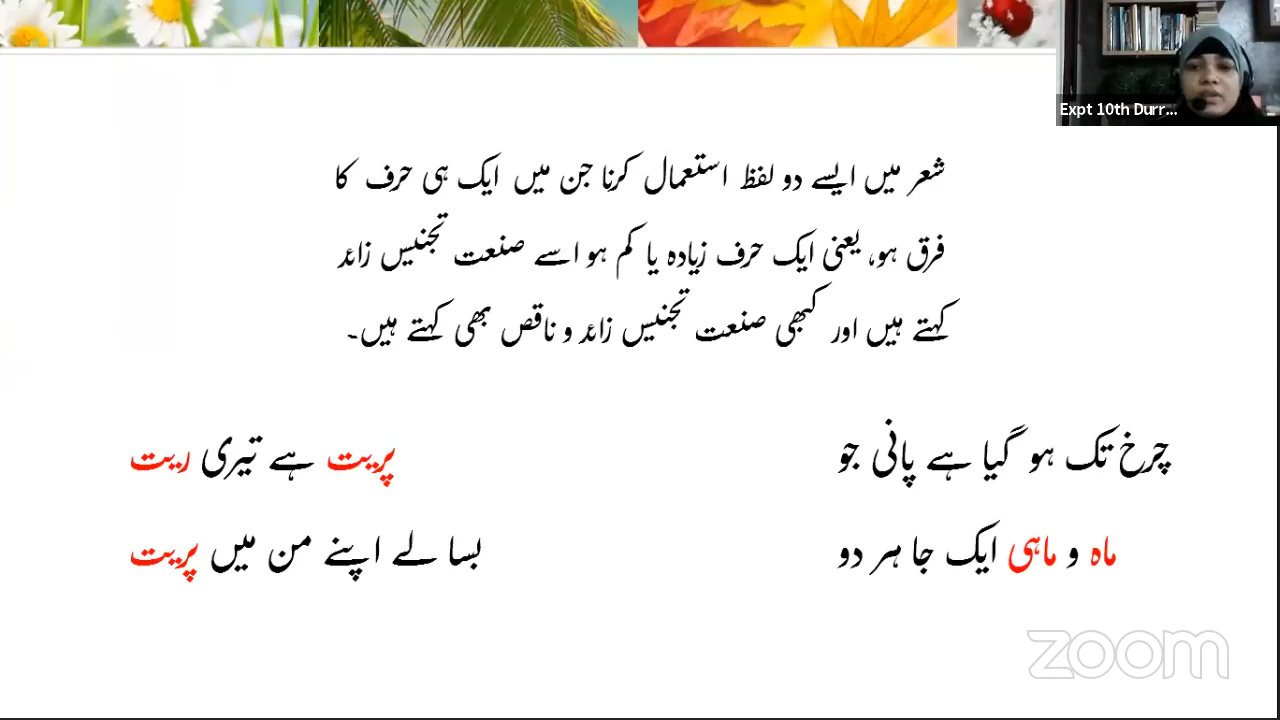 Expt 10th Durr...
شعر میں ایسے دو لفظ استعمال کرنا جن میں ایک ہی حرف کا
فرق ہو، یعنی ایک حرف زیادہ یا کم ہو اسے صنعت تجنیس زائد
کہتے ہیں اور کبھی صنعت تجنیس زائد و ناقص بھی کہتے ہیں۔
چرخ تک ہو گیا ہے پانی جو
ماہ و ماہی ایک جا ہر دو
پریت ہے تیری ریت
بسا لے اپنے من میں پریت
zoom